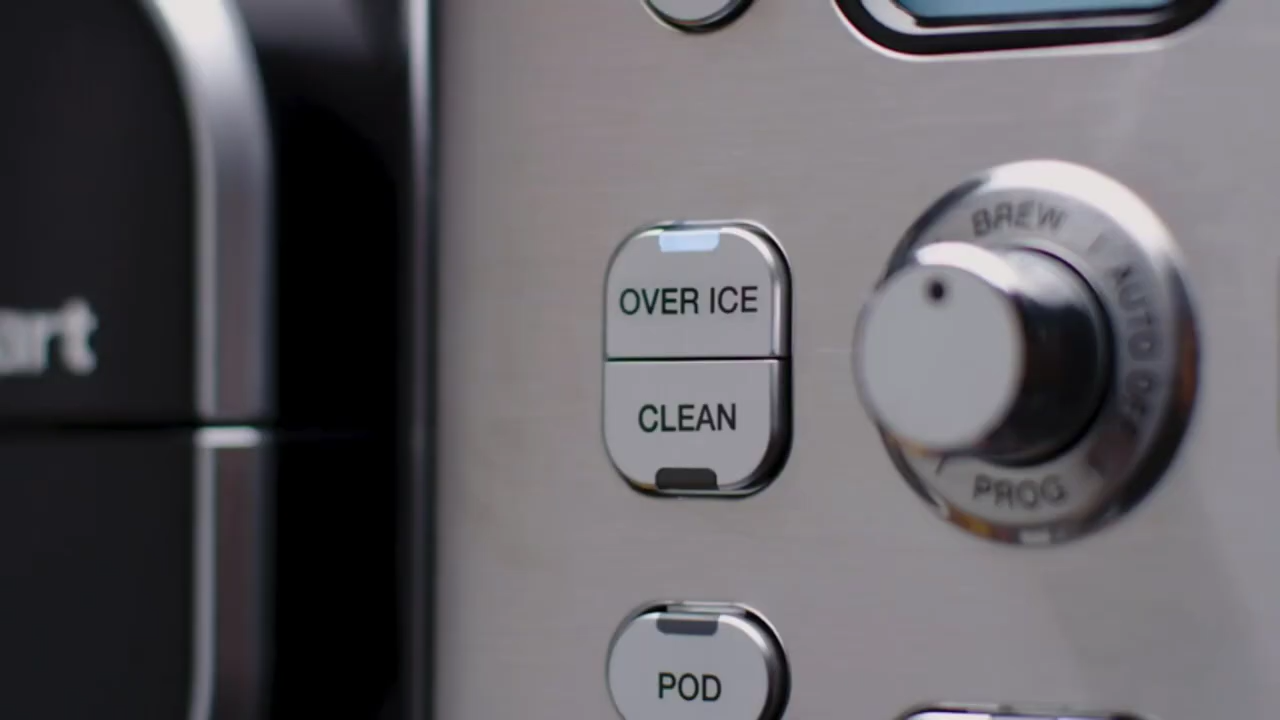 art
OVER ICE
CLEAN
POD
BREW
AUTO OFF
PROG